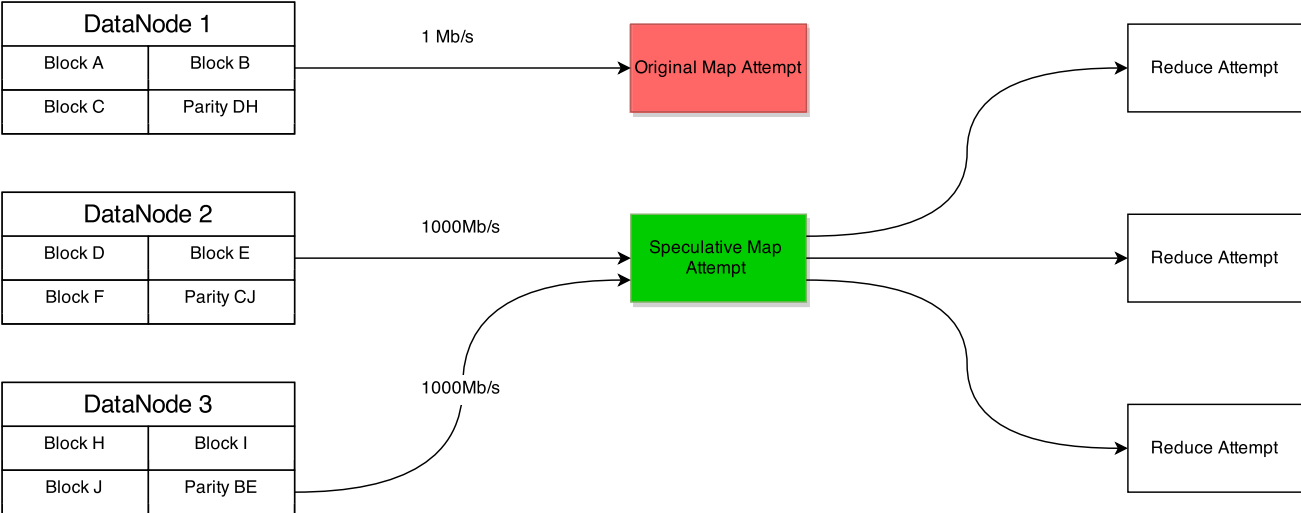 DataNode 1
1 Mb/s
Block A
Block B
Original Map Attempt
Reduce Attempt
Block C
Parity DH
DataNode 2
1000Mb/s
Block D
Block E
Speculative Map
Attempt
Reduce Attempt
Block F
Parity CJ
1000Mb/s
DataNode 3
Block H
Block I
Reduce Attempt
Block J
Parity BE